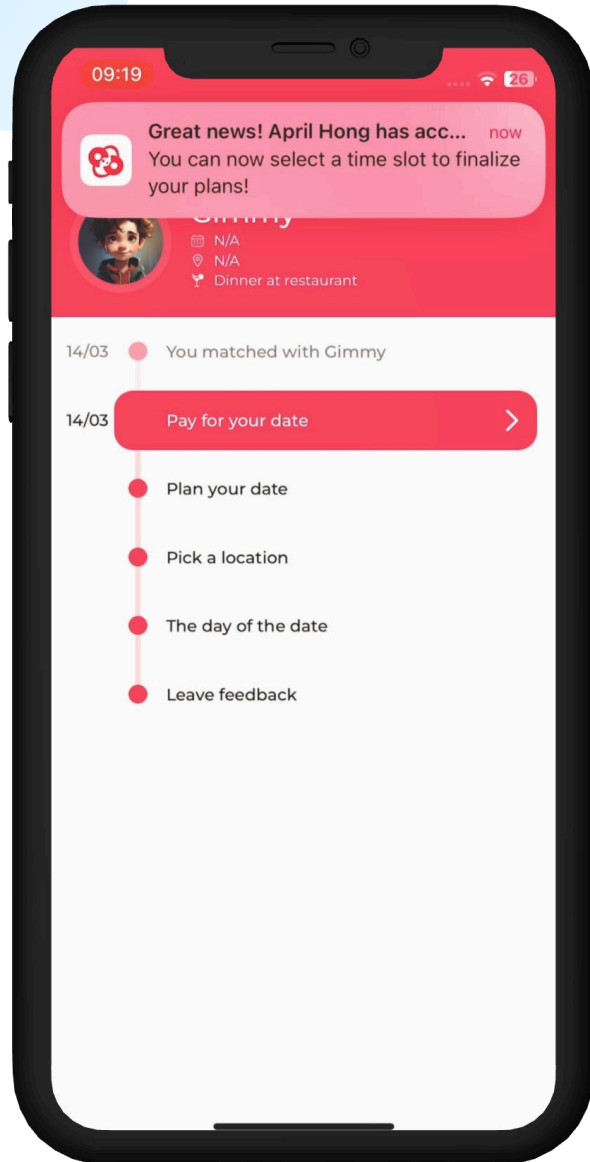 09:19
26
Great news! April Hong has acc... now
You can now select a time slot to finalize
your plans!
Gimmy
N/A
N/A
Dinner at restaurant
14/03 You matched with Gimmy
14/03 Pay for your date
Plan your date
Pick a location
The day of the date
Leave feedback